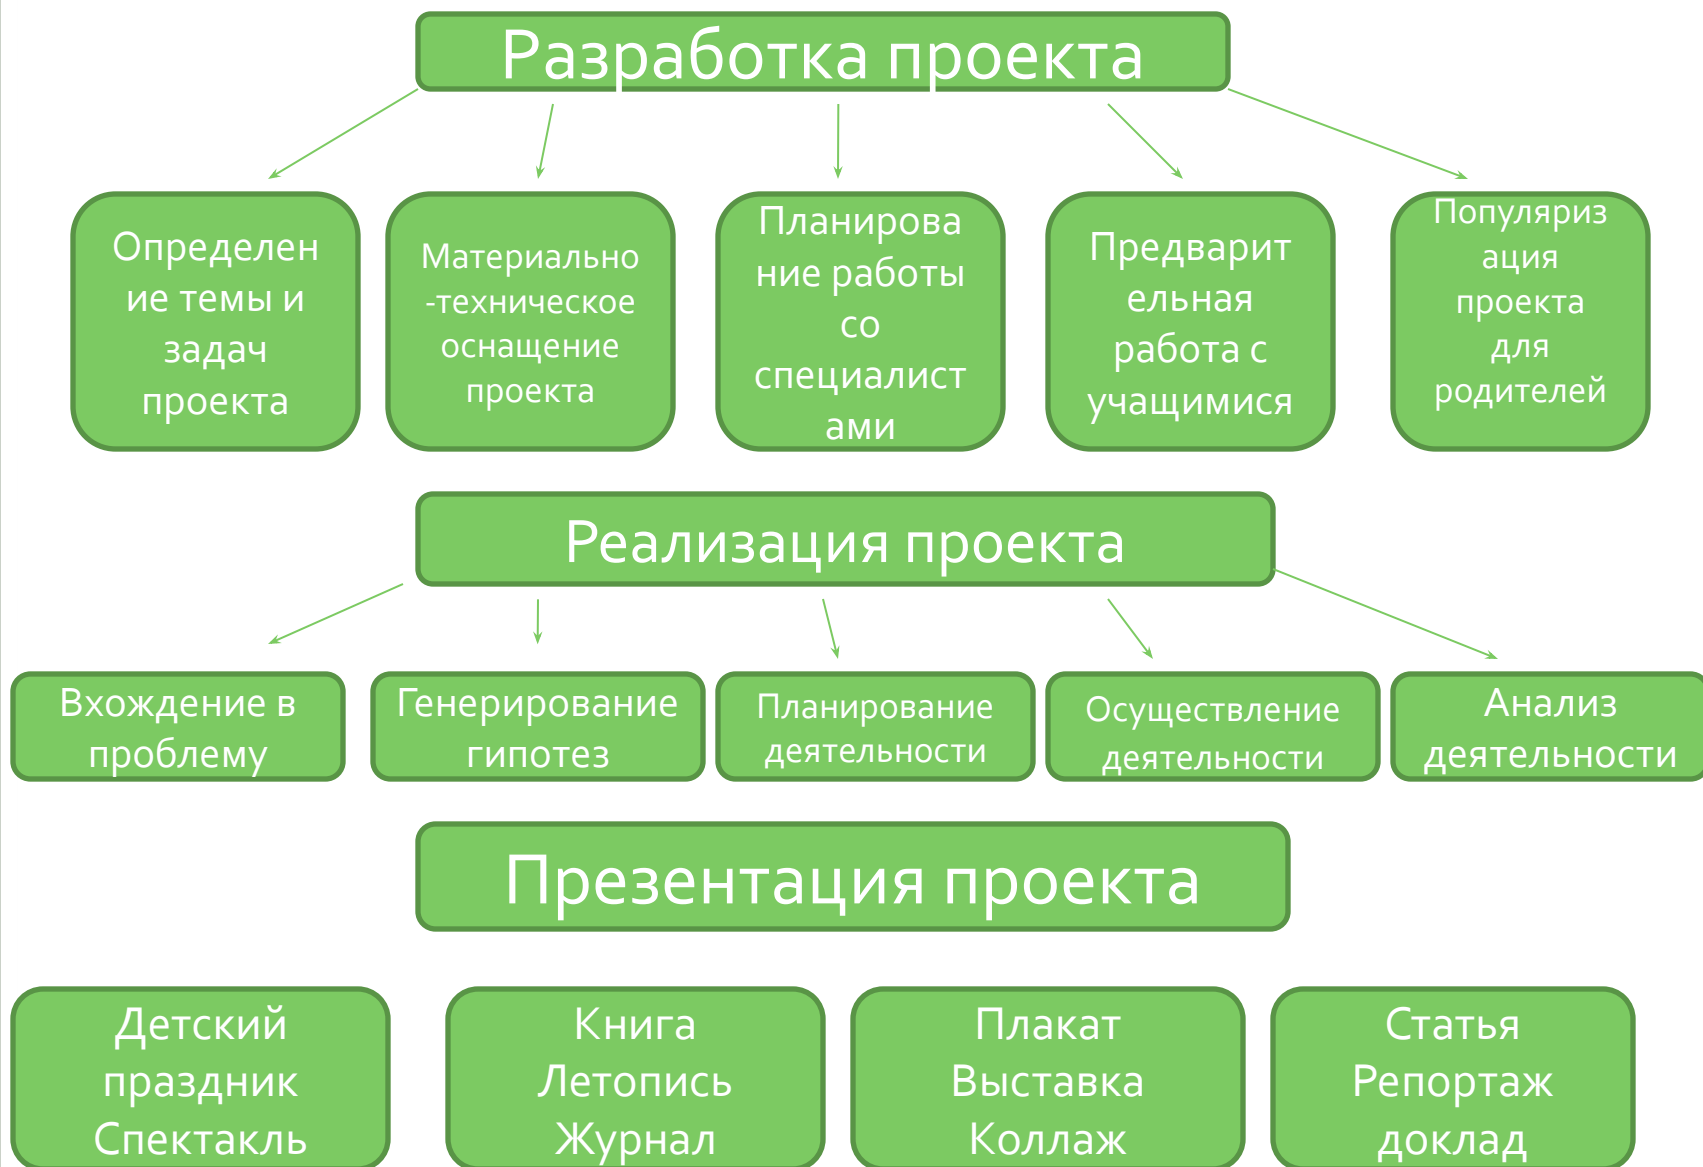 Разработка проекта
Определен
ие темы и
задач
проекта
Материально
-техническое
оснащение
проекта
Планирова
ние работы
со
специалист
ами
Предварит
ельная
работа с
учащимися
Популяриз
ация
проекта
для
родителей
Реализация проекта
Вхождение в
проблему
Генерирование
гипотез
Планирование
деятельности
Осуществление
деятельности
Анализ
деятельности
Презентация проекта
Детский
праздник
Спектакль
Книга
Летопись
Журнал
Плакат
Выставка
Коллаж
Статья
Репортаж
доклад